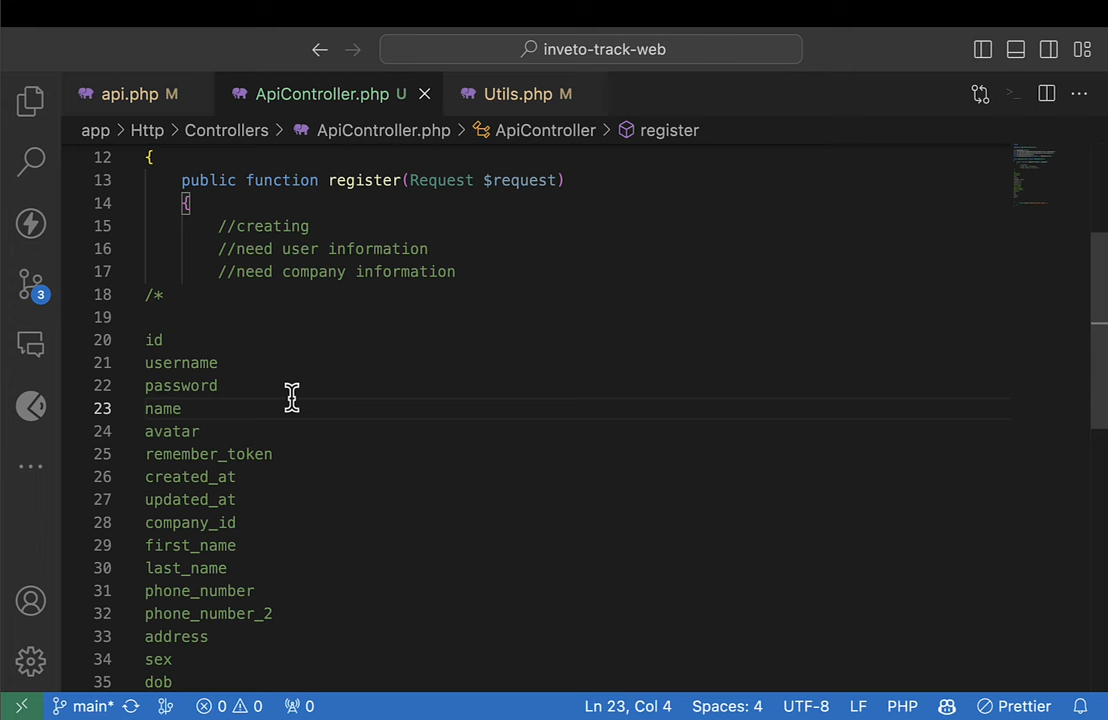 inveto-track-web
api.php M
ApiController.php U
Utils.php M
app > Http > Controllers > ApiController.php > ApiController > register
12 {
13 public function register(Request $request)
14 {
15 //creating
16 //need user information
17 //need company information
18 /*
19
20 id
21 username
22 password
23 name
24 avatar
25 remember_token
26 created_at
27 updated_at
28 company_id
29 first_name
30 last_name
31 phone_number
32 phone_number_2
33 address
34 sex
35 dob
3
main* 0 0 0 Ln 23, Col 4 Spaces: 4 UTF-8 LF PHP Prettier